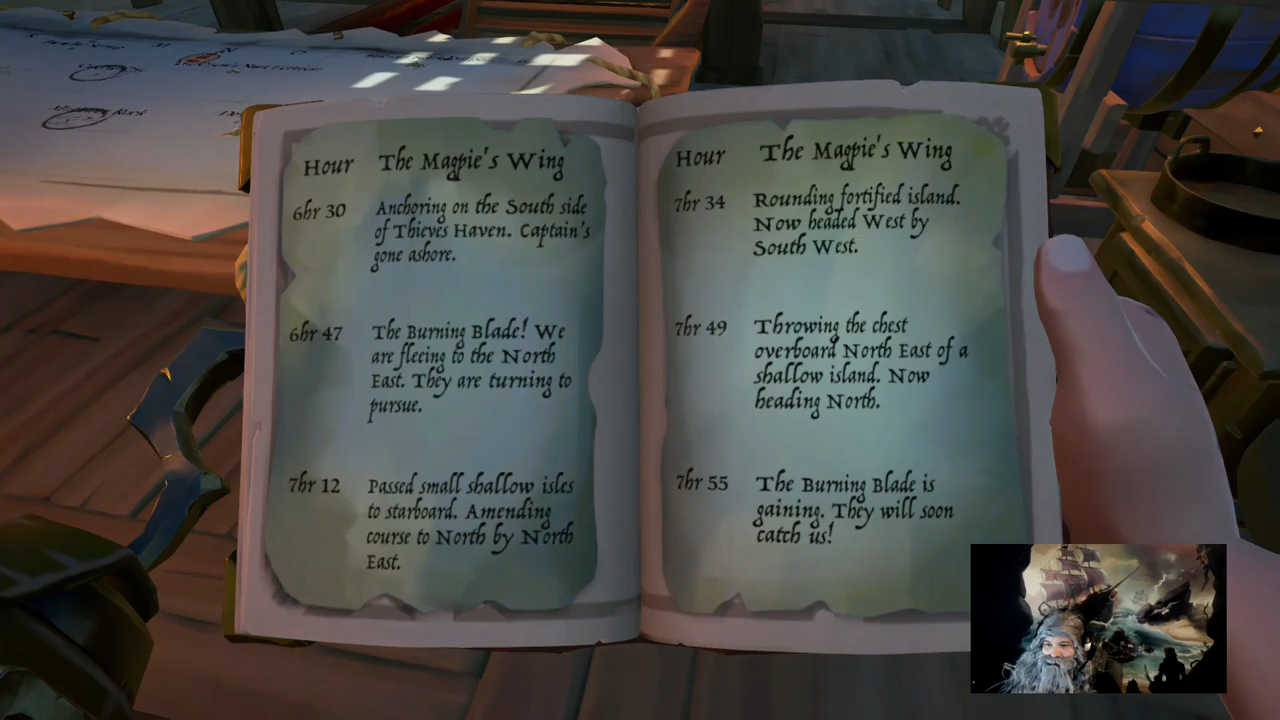 Hour The Magpie's Wing
6hr 30 Anchoring on the South side
of Thieves Haven. Captain's
gone ashore.
6hr 47 The Burning Blade! We
are fleeing to the North
East. They are turning to
pursue.
7hr 12 Passed small shallow isles
to starboard. Amending
course to North by North
East.
Hour The Magpie's Wing
7hr 34 Rounding fortified island.
Now headed West by
South West.
7hr 49 Throwing the chest
overboard North East of a
shallow island. Now
heading North.
7hr 55 The Burning Blade is
gaining. They will soon
catch us!